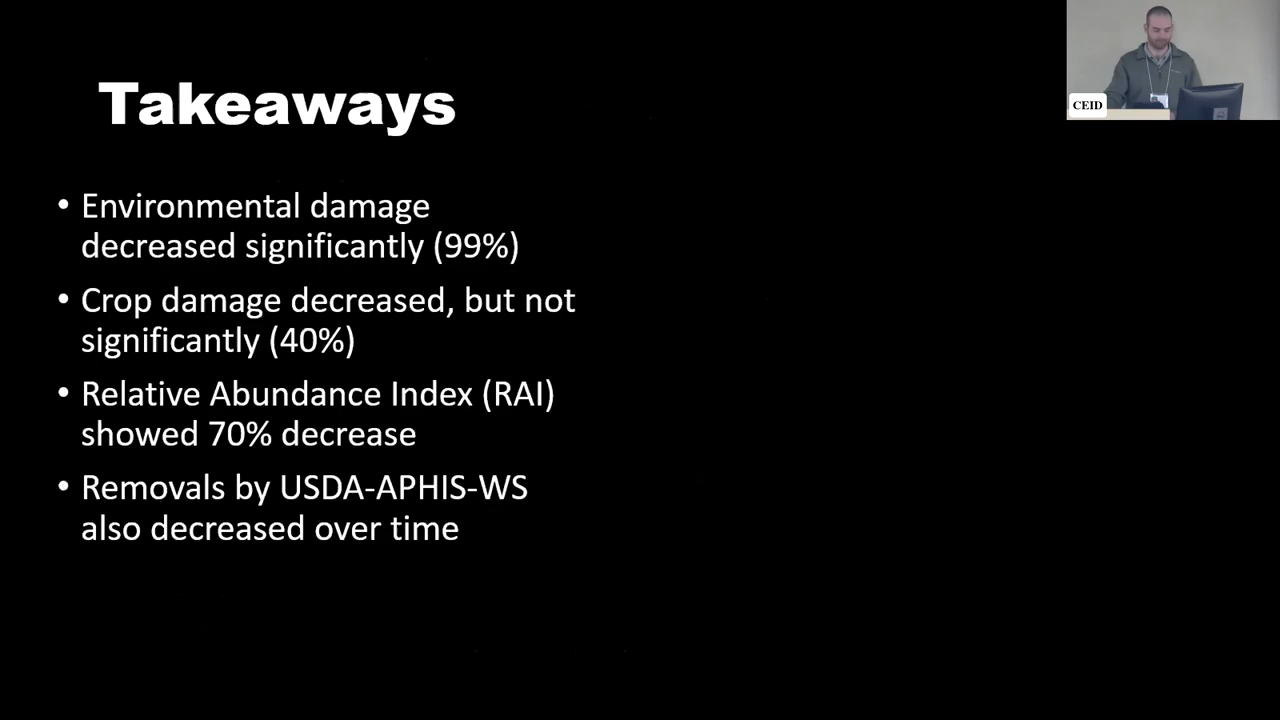 Takeaways
CEID
• Environmental damage
decreased significantly (99%)
• Crop damage decreased, but not
significantly (40%)
• Relative Abundance Index (RAI)
showed 70% decrease
• Removals by USDA-APHIS-WS
also decreased over time